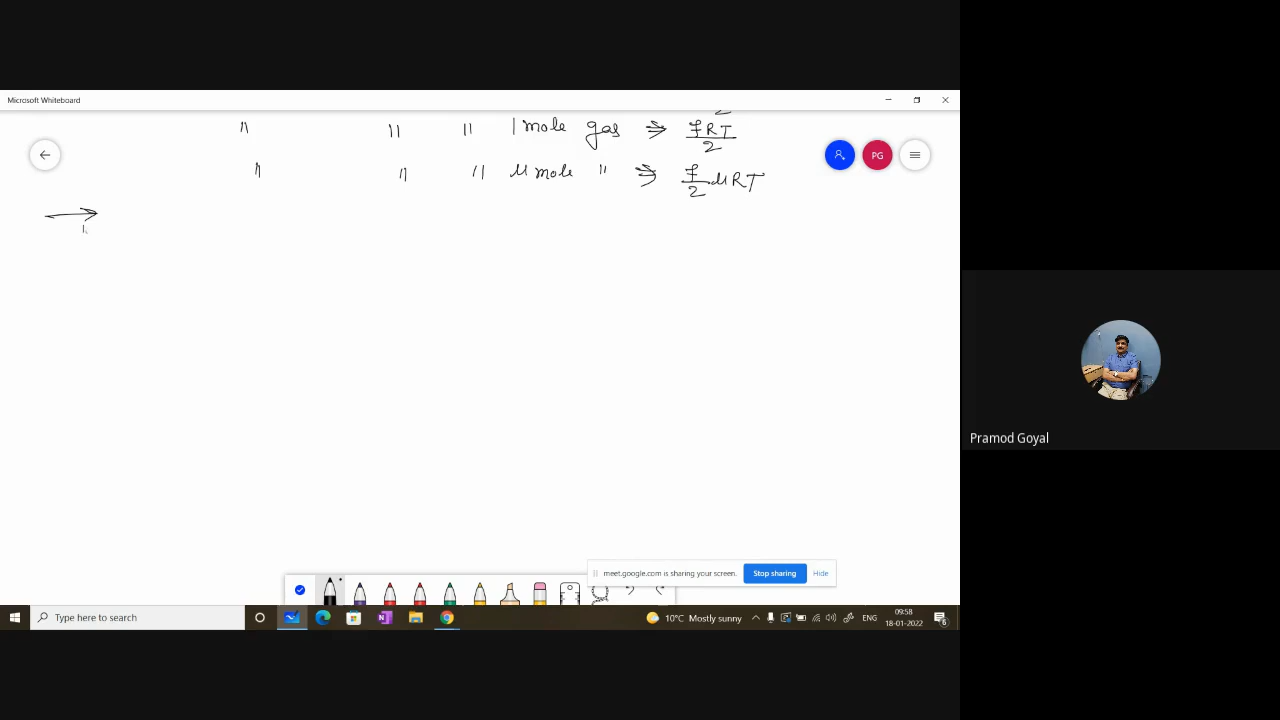 Microsoft Whiteboard
" " " 1 mole gas ⇒ fRT/2
" " " μ mole " ⇒ f/2 μRT
→
PG
Pramod Goyal
meet.google.com is sharing your screen. Stop sharing Hide
Type here to search
10°C Mostly sunny
ENG
09:58
18-01-2022
6